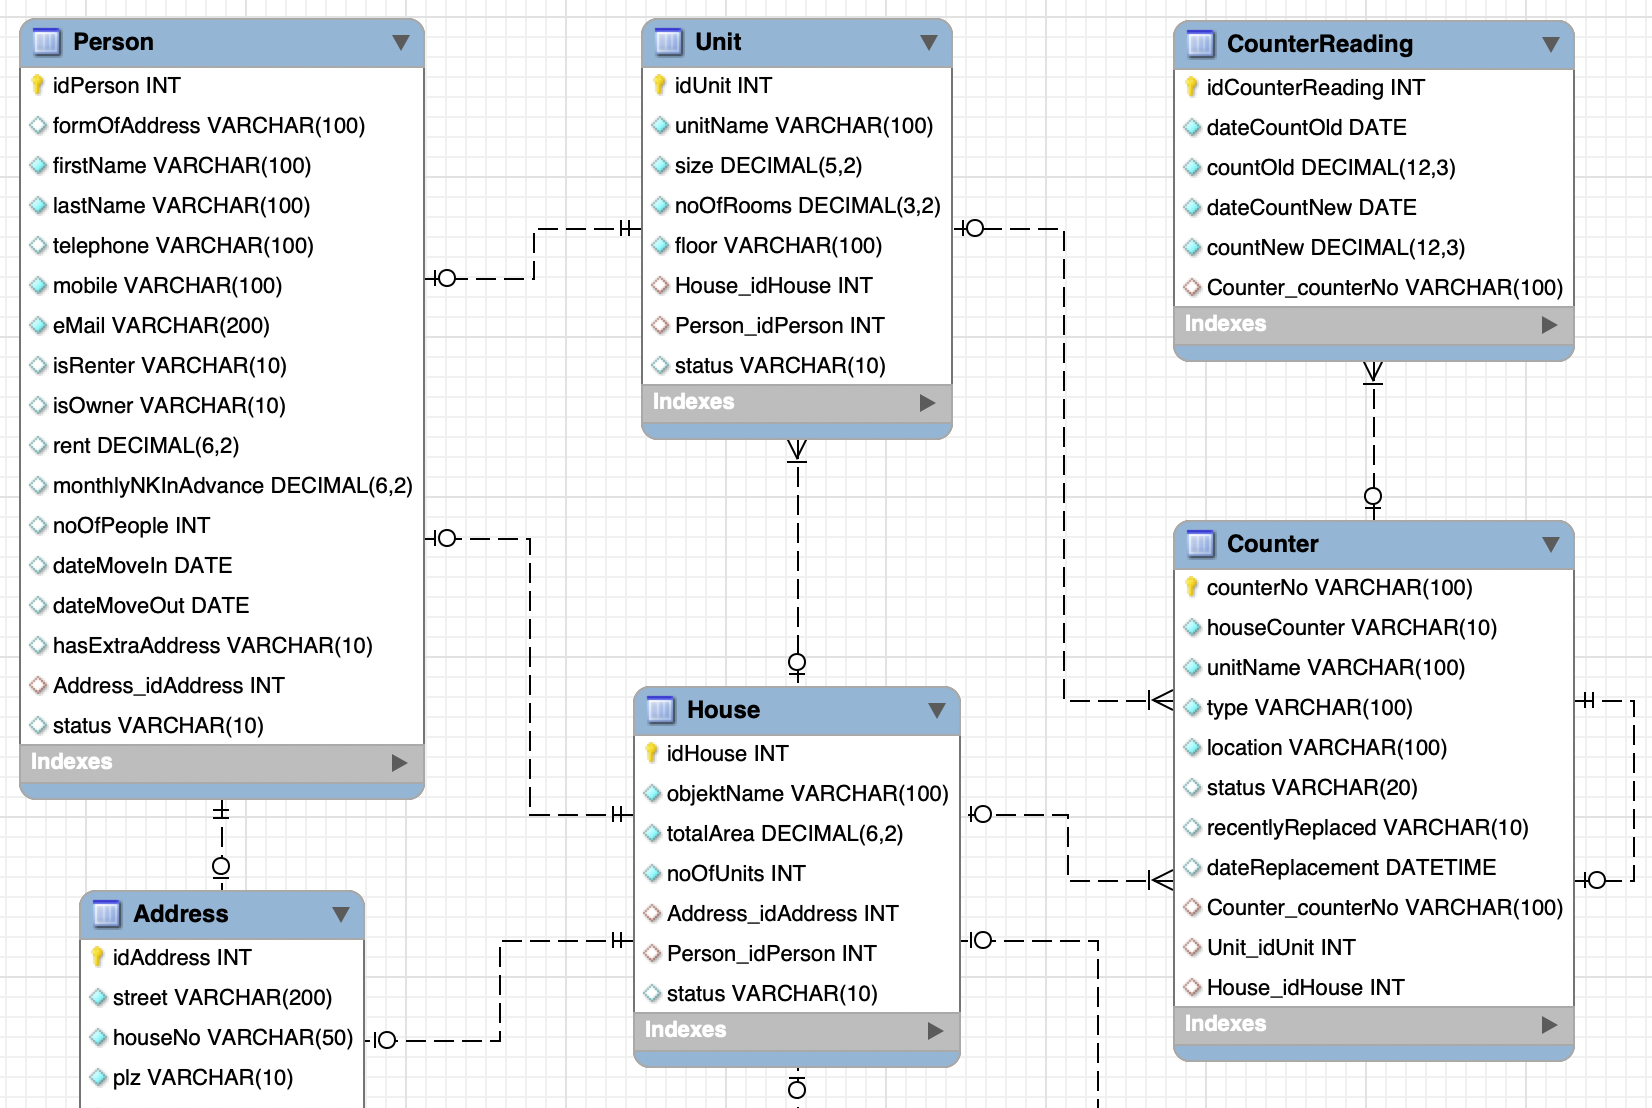 Person
idPerson INT
formOfAddress VARCHAR(100)
firstName VARCHAR(100)
lastName VARCHAR(100)
telephone VARCHAR(100)
mobile VARCHAR(100)
eMail VARCHAR(200)
isRenter VARCHAR(10)
isOwner VARCHAR(10)
rent DECIMAL(6,2)
monthlyNKInAdvance DECIMAL(6,2)
noOfPeople INT
dateMoveIn DATE
dateMoveOut DATE
hasExtraAddress VARCHAR(10)
Address_idAddress INT
status VARCHAR(10)
Indexes
Address
idAddress INT
street VARCHAR(200)
houseNo VARCHAR(50)
plz VARCHAR(10)
Unit
idUnit INT
unitName VARCHAR(100)
size DECIMAL(5,2)
noOfRooms DECIMAL(3,2)
floor VARCHAR(100)
House_idHouse INT
Person_idPerson INT
status VARCHAR(10)
Indexes
House
idHouse INT
objektName VARCHAR(100)
totalArea DECIMAL(6,2)
noOfUnits INT
Address_idAddress INT
Person_idPerson INT
status VARCHAR(10)
Indexes
CounterReading
idCounterReading INT
dateCountOld DATE
countOld DECIMAL(12,3)
dateCountNew DATE
countNew DECIMAL(12,3)
Counter_counterNo VARCHAR(100)
Indexes
Counter
counterNo VARCHAR(100)
houseCounter VARCHAR(10)
unitName VARCHAR(100)
type VARCHAR(100)
location VARCHAR(100)
status VARCHAR(20)
recentlyReplaced VARCHAR(10)
dateReplacement DATETIME
Counter_counterNo VARCHAR(100)
Unit_idUnit INT
House_idHouse INT
Indexes